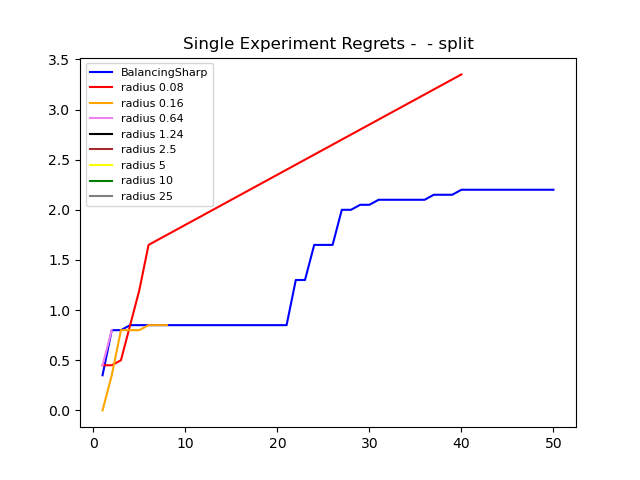 Single Experiment Regrets -  - split
3.5
3.0
2.5
2.0
1.5
1.0
0.5
0.0
BalancingSharp
radius 0.08
radius 0.16
radius 0.64
radius 1.24
radius 2.5
radius 5
radius 10
radius 25
0 10 20 30 40 50